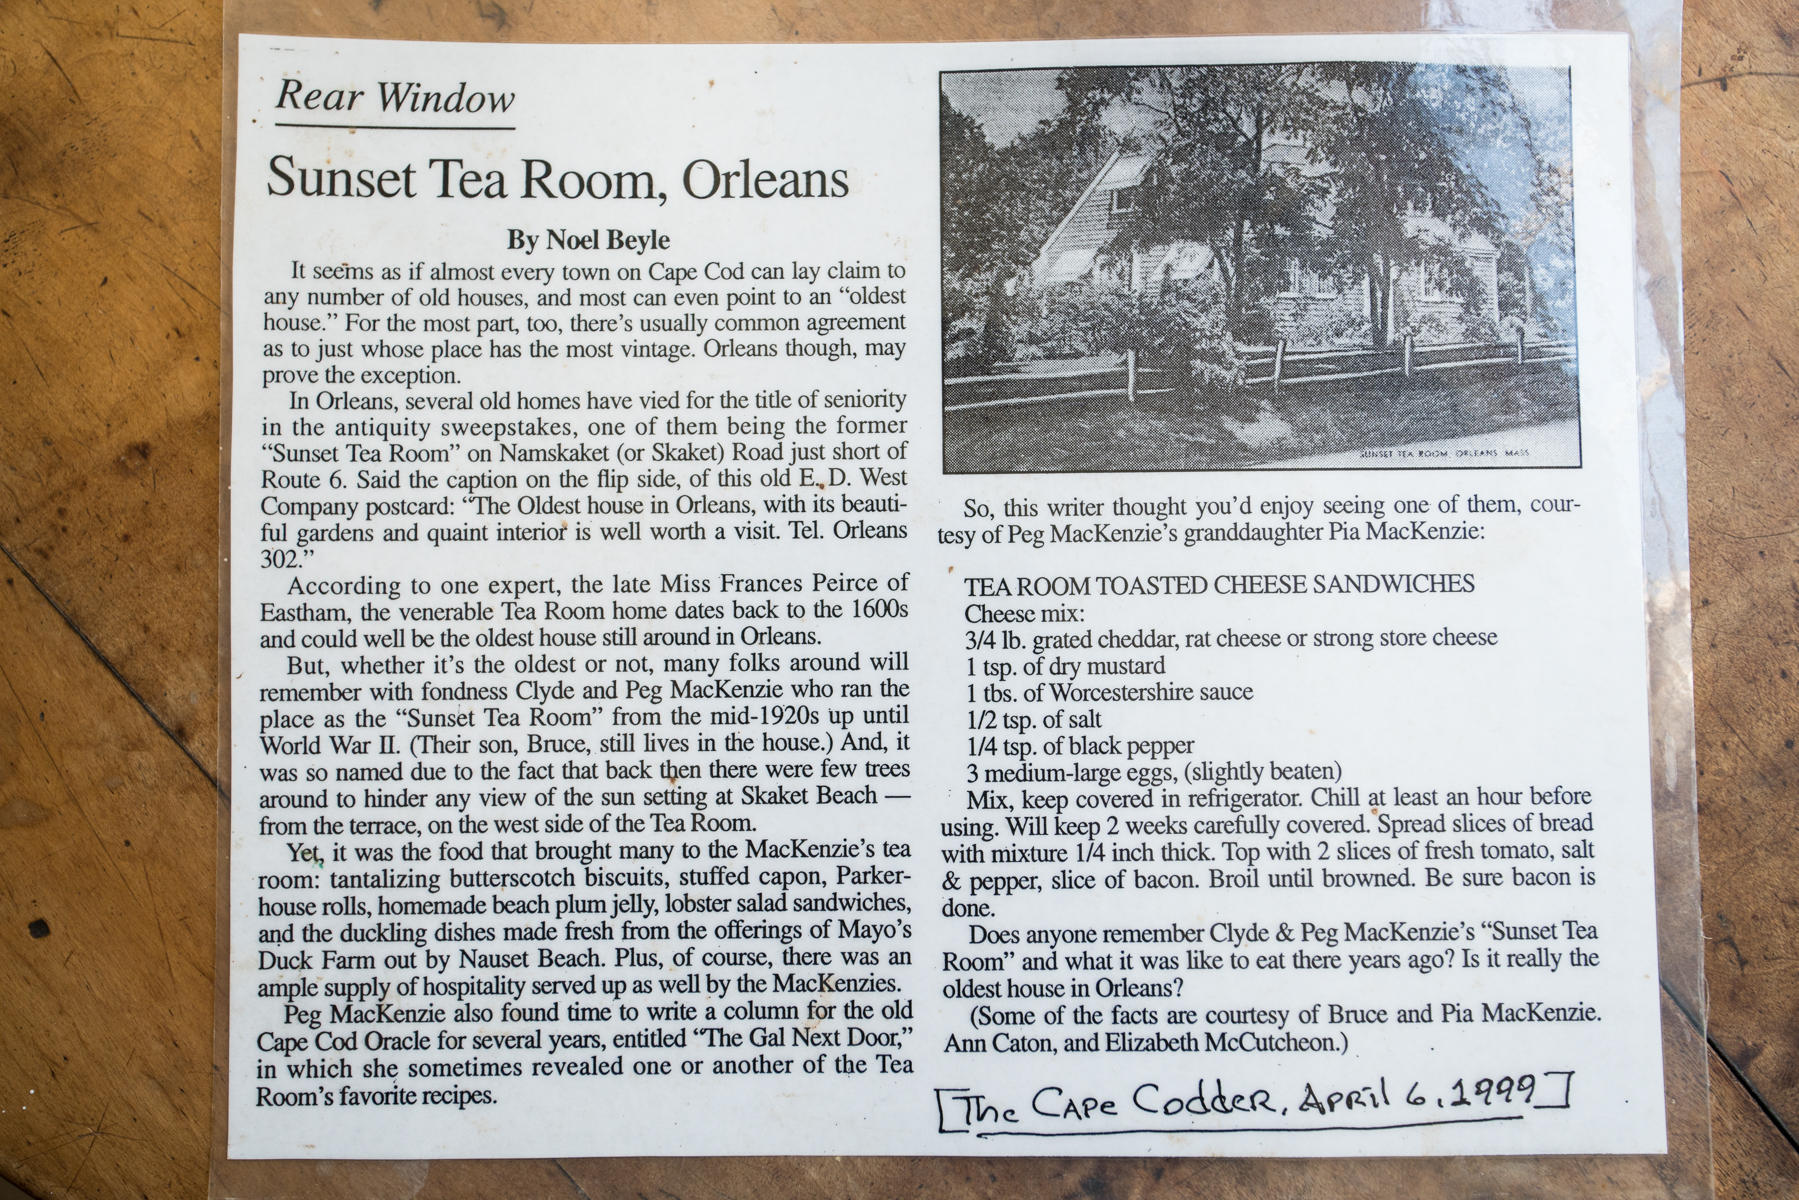 Rear Window
Sunset Tea Room, Orleans
By Noel Beyle
It seems as if almost every town on Cape Cod can lay claim to
any number of old houses, and most can even point to an “oldest
house.” For the most part, too, there’s usually common agreement
as to just whose place has the most vintage. Orleans though, may
prove the exception.
In Orleans, several old homes have vied for the title of seniority
in the antiquity sweepstakes, one of them being the former
“Sunset Tea Room” on Namskaket (or Skaket) Road just short of
Route 6. Said the caption on the flip side, of this old E. D. West
Company postcard: “The Oldest house in Orleans, with its beauti-
ful gardens and quaint interior is well worth a visit. Tel. Orleans
302.”
According to one expert, the late Miss Frances Peirce of
Eastham, the venerable Tea Room home dates back to the 1600s
and could well be the oldest house still around in Orleans.
But, whether it’s the oldest or not, many folks around will
remember with fondness Clyde and Peg MacKenzie who ran the
place as the “Sunset Tea Room” from the mid-1920s up until
World War II. (Their son, Bruce, still lives in the house.) And, it
was so named due to the fact that back then there were few trees
around to hinder any view of the sun setting at Skaket Beach —
from the terrace, on the west side of the Tea Room.
Yet, it was the food that brought many to the MacKenzie’s tea
room: tantalizing butterscotch biscuits, stuffed capon, Parker-
house rolls, homemade beach plum jelly, lobster salad sandwiches,
and the duckling dishes made fresh from the offerings of Mayo’s
Duck Farm out by Nauset Beach. Plus, of course, there was an
ample supply of hospitality served up as well by the MacKenzies.
Peg MacKenzie also found time to write a column for the old
Cape Cod Oracle for several years, entitled “The Gal Next Door,”
in which she sometimes revealed one or another of the Tea
Room’s favorite recipes.
SUNSET TEA ROOM, ORLEANS MASS
So, this writer thought you’d enjoy seeing one of them, cour-
tesy of Peg MacKenzie’s granddaughter Pia MacKenzie:
TEA ROOM TOASTED CHEESE SANDWICHES
Cheese mix:
3/4 lb. grated cheddar, rat cheese or strong store cheese
1 tsp. of dry mustard
1 tbs. of Worcestershire sauce
1/2 tsp. of salt
1/4 tsp. of black pepper
3 medium-large eggs, (slightly beaten)
Mix, keep covered in refrigerator. Chill at least an hour before
using. Will keep 2 weeks carefully covered. Spread slices of bread
with mixture 1/4 inch thick. Top with 2 slices of fresh tomato, salt
& pepper, slice of bacon. Broil until browned. Be sure bacon is
done.
Does anyone remember Clyde & Peg MacKenzie’s “Sunset Tea
Room” and what it was like to eat there years ago? Is it really the
oldest house in Orleans?
(Some of the facts are courtesy of Bruce and Pia MacKenzie.
Ann Caton, and Elizabeth McCutcheon.)
[The Cape Codder, April 6, 1999]